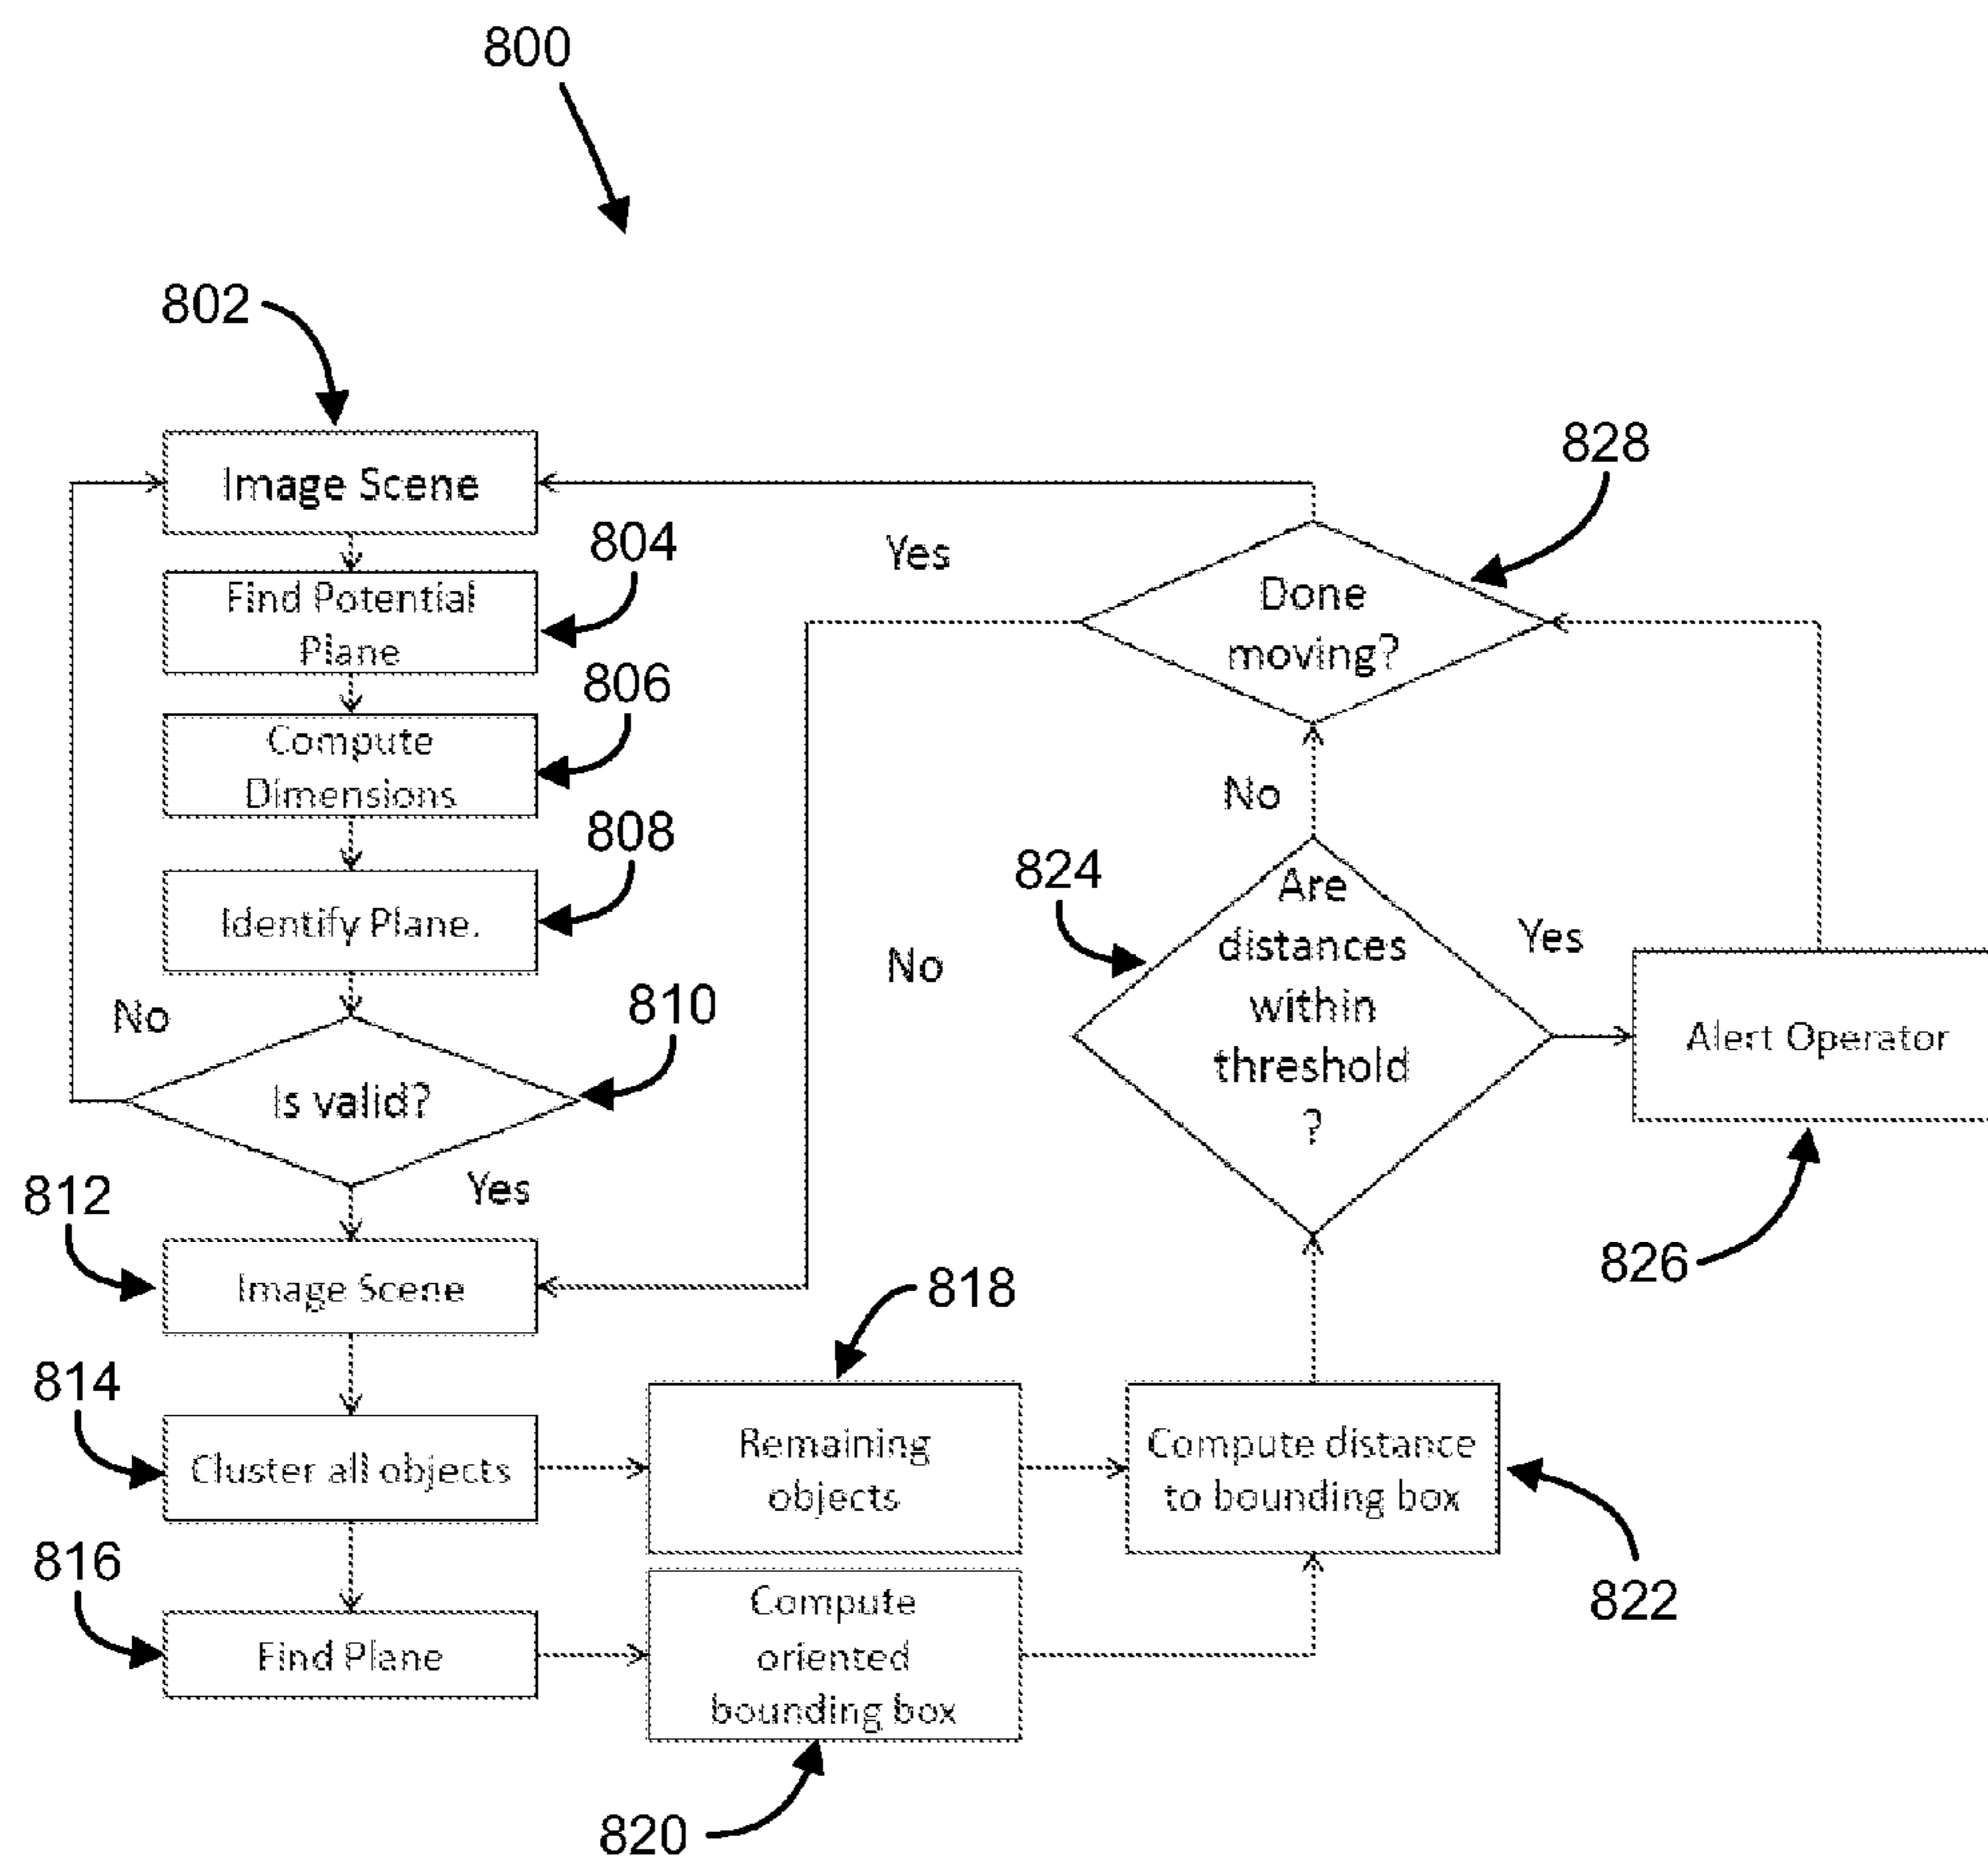 800
802
Image Scene
804
Find Potential
Plane
806
Compute
Dimensions
808
Identify Plane.
No
810
Is valid?
Yes
812
Image Scene
814
Cluster all objects
816
Find Plane
818
Remaining
objects
820
Compute
oriented
bounding box
822
Compute distance
to bounding box
824
Are
distances
within
threshold
?
Yes
No
826
Alert Operator
828
Done
moving?
Yes
No